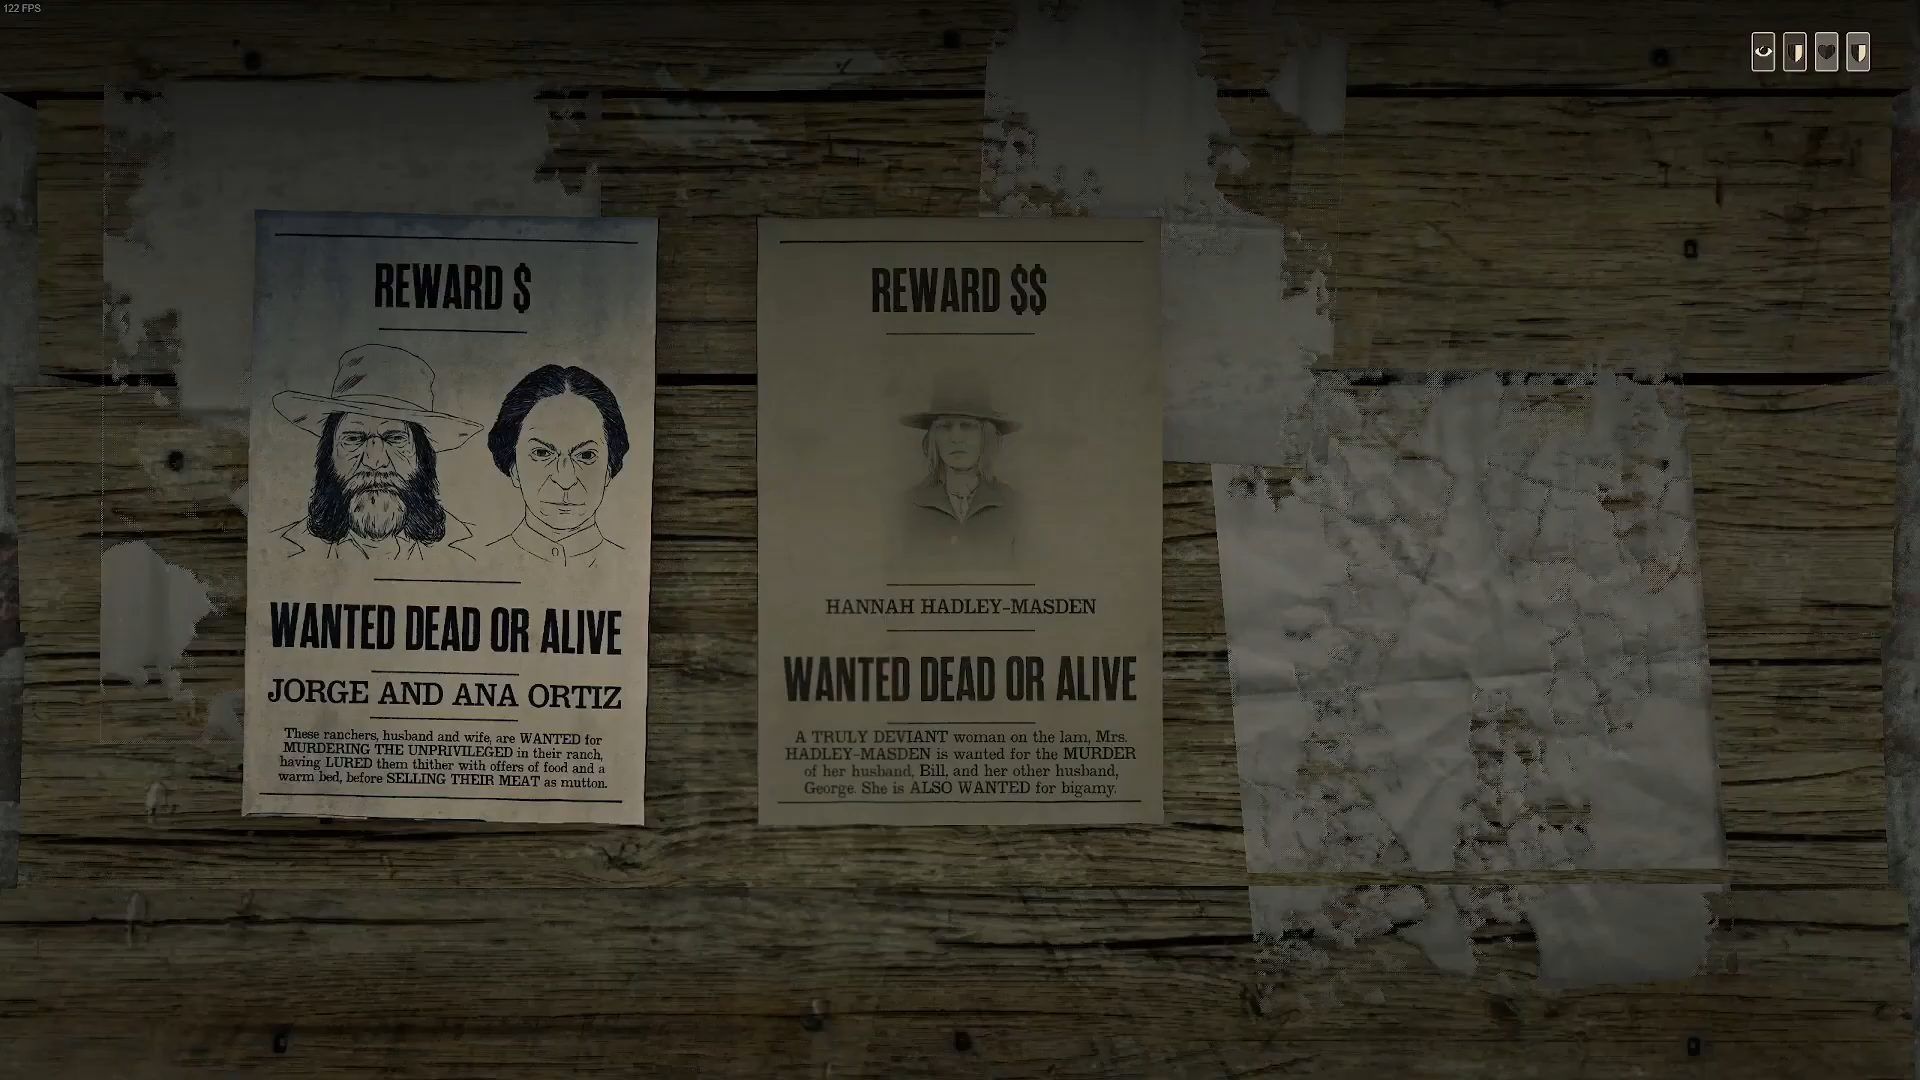 122 FPS
REWARD $
WANTED DEAD OR ALIVE
JORGE AND ANA ORTIZ
These ranchers, husband and wife, are WANTED for
MURDERING THE UNPRIVILEGED in their ranch,
having LURED them thither with offers of food and a
warm bed, before SELLING THEIR MEAT as mutton.
REWARD $$
HANNAH HADLEY-MASDEN
WANTED DEAD OR ALIVE
A TRULY DEVIANT woman on the lam, Mrs.
HADLEY-MASDEN is wanted for the MURDER
of her husband, Bill, and her other husband,
George. She is ALSO WANTED for bigamy.